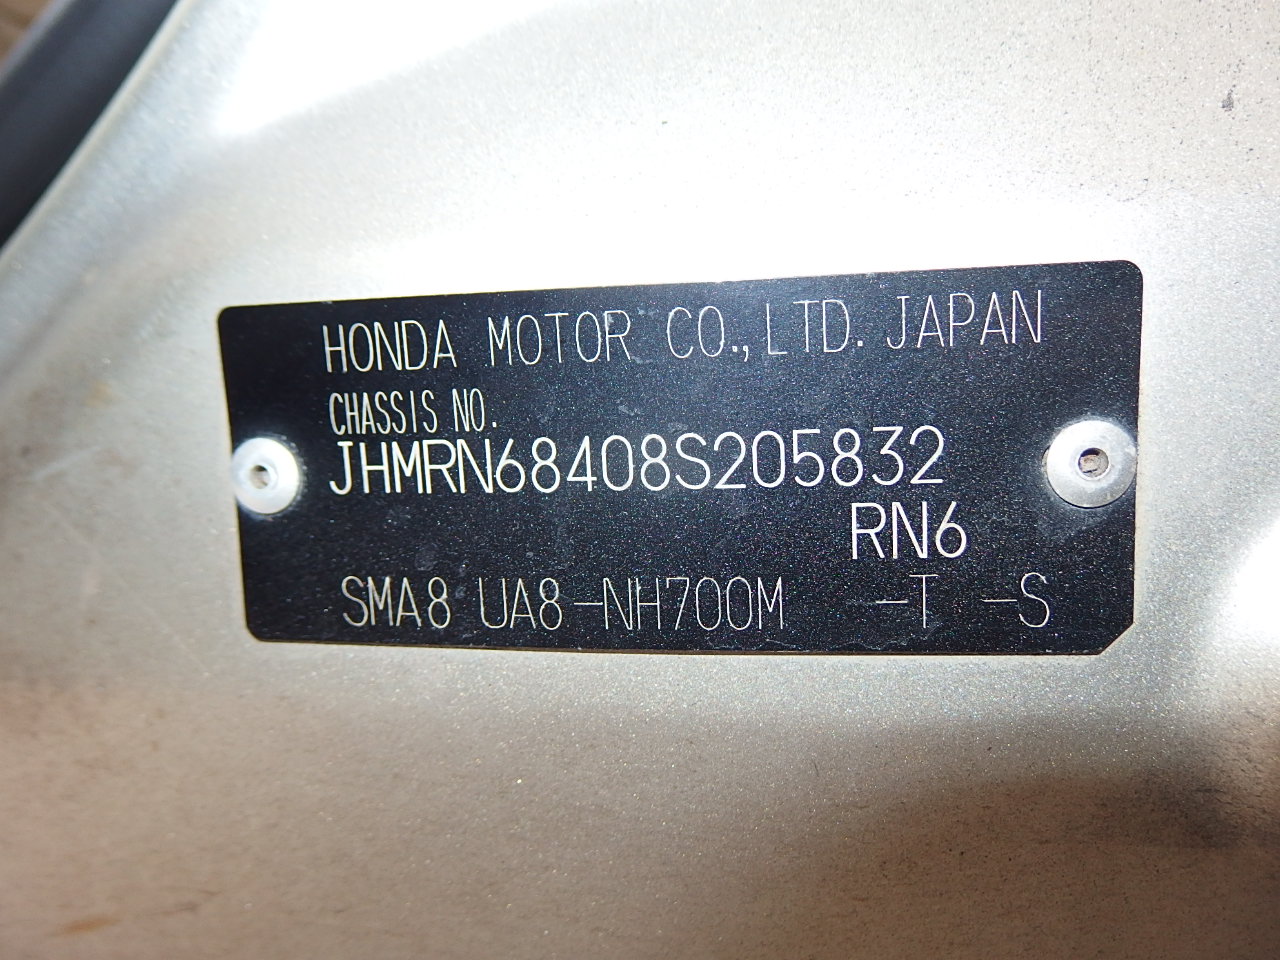 HONDA MOTOR CO.,LTD. JAPAN
CHASSIS NO.
JHMRN68408S205832
RN6
SMA8 UA8-NH700M -T -S